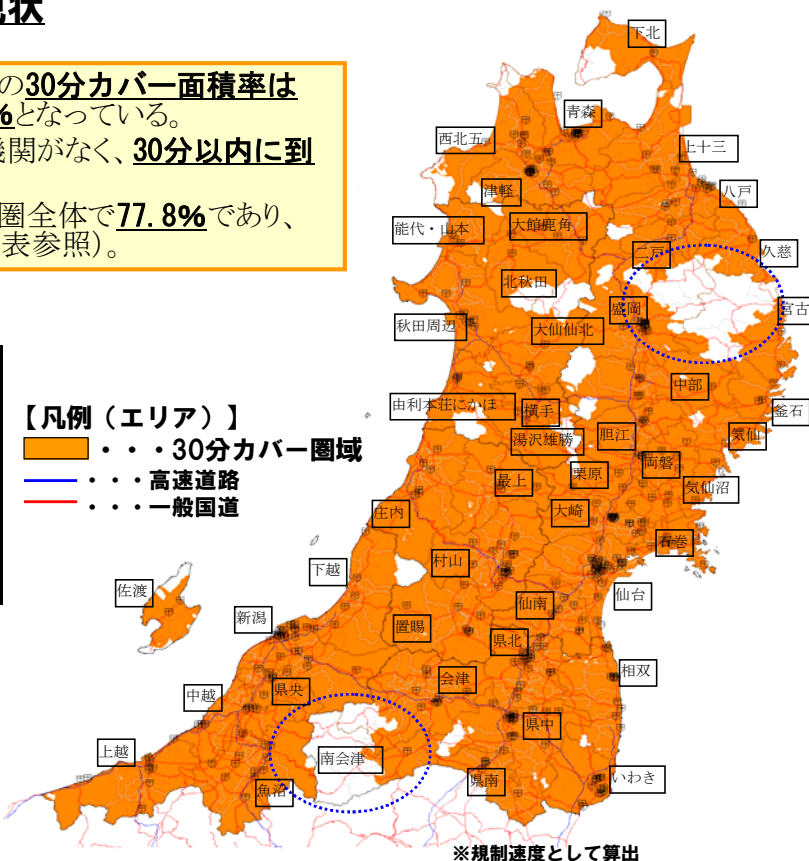 現状
の30分カバー面積率は
%となっている。
機関がなく、30分以内に到
圏全体で77.8%であり、
表参照)。
下北
青森
西北五
上十三
津軽
八戸
能代・山本
大館鹿角
二戸
久慈
北秋田
盛岡
宮古
秋田周辺
大仙仙北
中部
由利本荘にかほ
横手
釜石
【凡例(エリア)】
・・・30分カバー圏域
・・・高速道路
・・・一般国道
湯沢雄勝
胆江
気仙
両磐
最上
栗原
気仙沼
庄内
大崎
石巻
下越
村山
佐渡
仙台
新潟
置賜
仙南
県北
相双
会津
中越
県央
県中
上越
南会津
魚沼
県南
いわき
※規制速度として算出